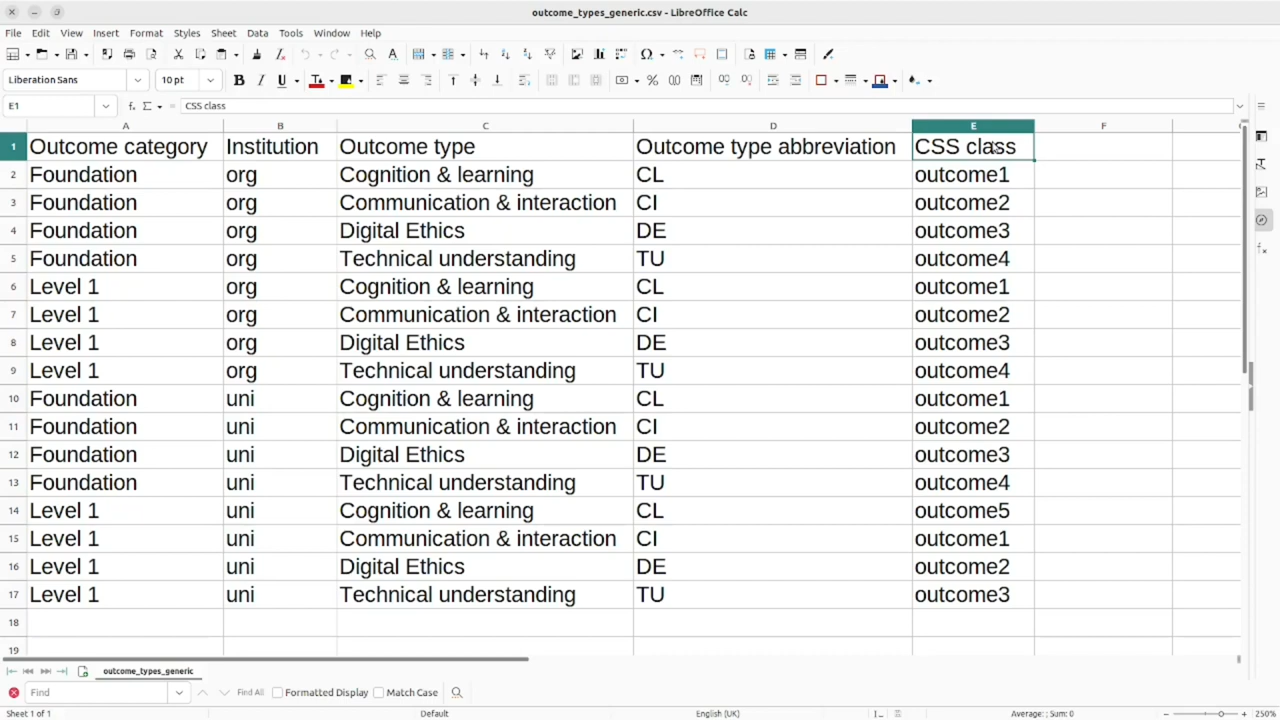 outcome_types_generic.csv - LibreOffice Calc
File Edit View Insert Format Styles Sheet Data Tools Window Help
Liberation Sans 10 pt
E1 CSS class
A B C D E F
1 Outcome category Institution Outcome type Outcome type abbreviation CSS class
2 Foundation org Cognition & learning CL outcome1
3 Foundation org Communication & interaction CI outcome2
4 Foundation org Digital Ethics DE outcome3
5 Foundation org Technical understanding TU outcome4
6 Level 1 org Cognition & learning CL outcome1
7 Level 1 org Communication & interaction CI outcome2
8 Level 1 org Digital Ethics DE outcome3
9 Level 1 org Technical understanding TU outcome4
10 Foundation uni Cognition & learning CL outcome1
11 Foundation uni Communication & interaction CI outcome2
12 Foundation uni Digital Ethics DE outcome3
13 Foundation uni Technical understanding TU outcome4
14 Level 1 uni Cognition & learning CL outcome5
15 Level 1 uni Communication & interaction CI outcome1
16 Level 1 uni Digital Ethics DE outcome2
17 Level 1 uni Technical understanding TU outcome3
18
19
outcome_types_generic
Find Find All Formatted Display Match Case
Sheet 1 of 1 Default English (UK) Average: ; Sum: 0 250%